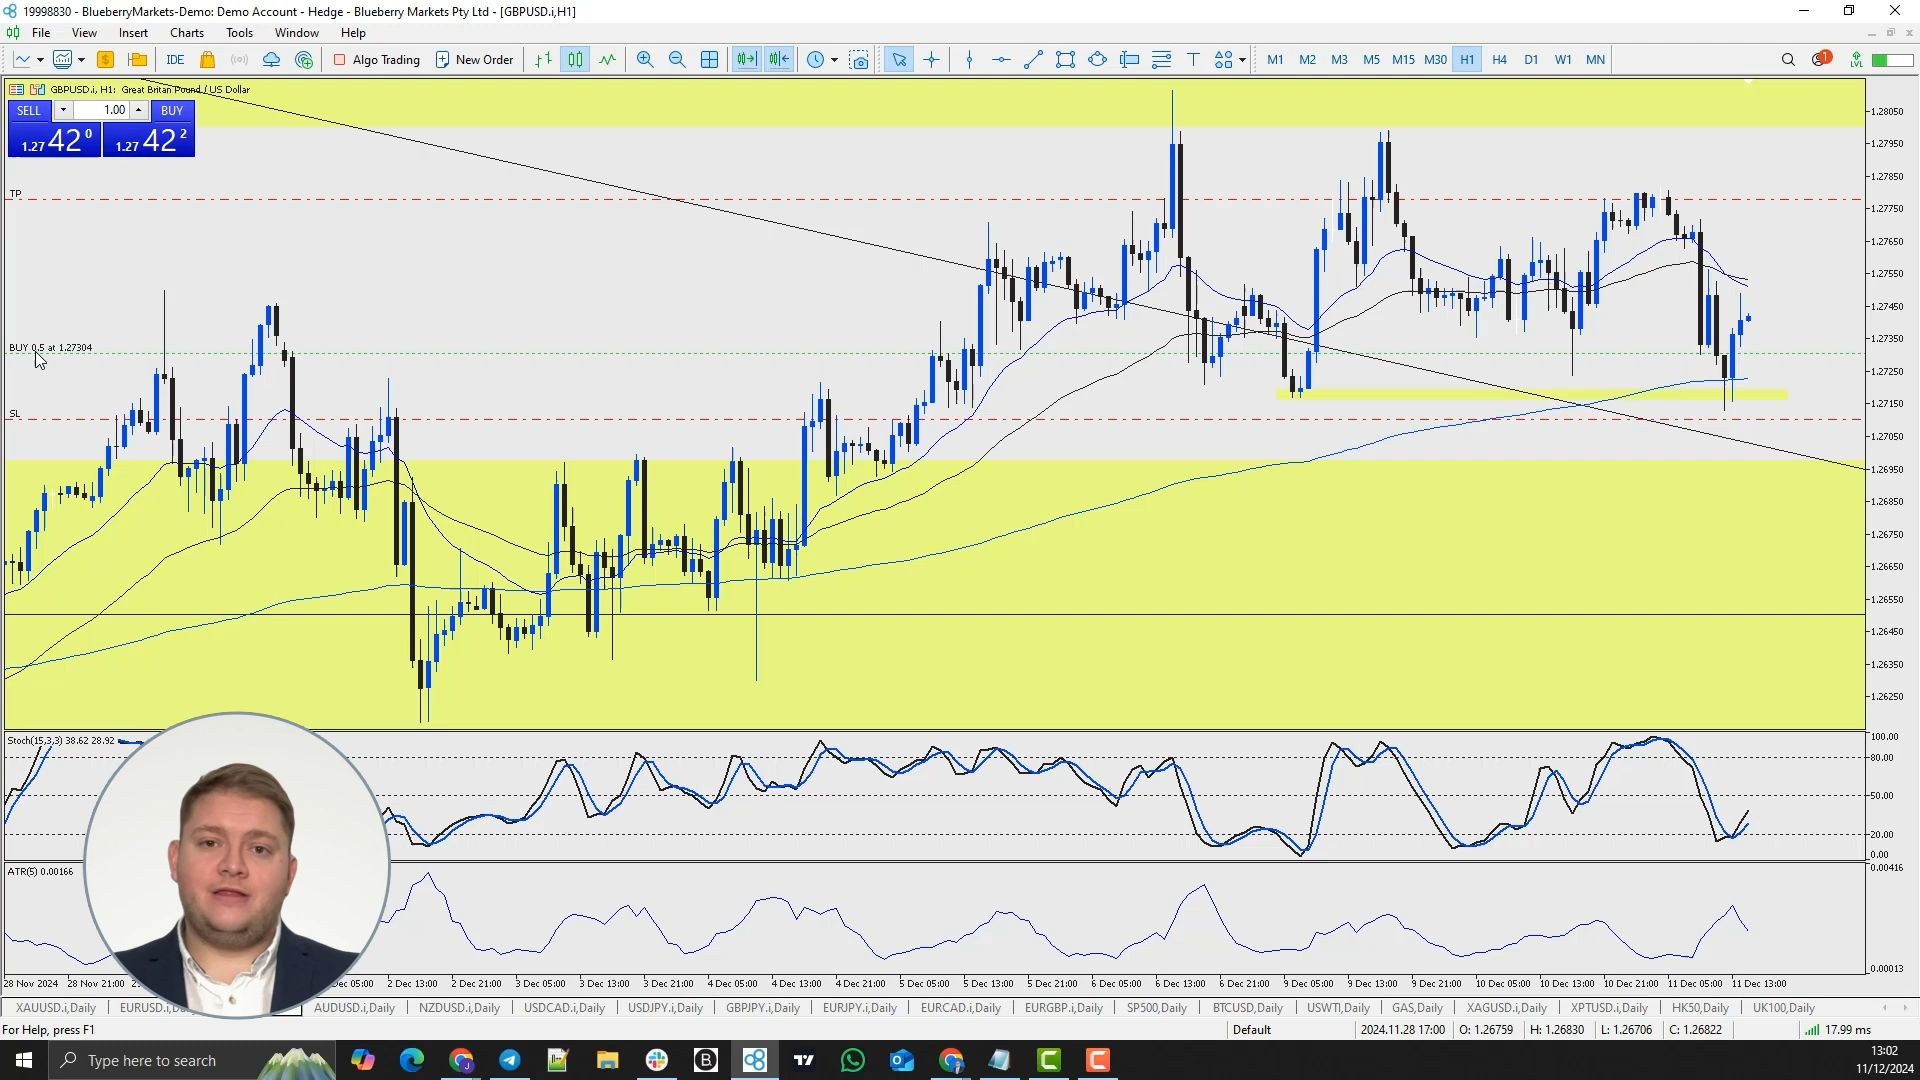 19998830 - BlueberryMarkets-Demo: Demo Account - Hedge - Blueberry Markets Pty Ltd - [GBPUSD.i,H1]
File View Insert Charts Tools Window Help
IDE Algo Trading New Order M1 M2 M3 M5 M15 M30 H1 H4 D1 W1 MN 1 LVL
GBPUSD.i, H1: Great Britan Pound / US Dollar
SELL 1.00 BUY
1.27 42 0 1.27 42 2
TP
BUY 0.5 at 1.27304
SL
1.28050
1.27950
1.27850
1.27750
1.27650
1.27550
1.27450
1.27350
1.27250
1.27150
1.27050
1.26950
1.26850
1.26750
1.26650
1.26550
1.26450
1.26350
1.26250
Stoch(15,3,3) 38.62 28.92
100.00
80.00
50.00
20.00
0.00
ATR(5) 0.00166
0.00416
0.00013
28 Nov 2024 28 Nov 21:00 Dec 05:00 2 Dec 13:00 2 Dec 21:00 3 Dec 05:00 3 Dec 13:00 3 Dec 21:00 4 Dec 05:00 4 Dec 13:00 4 Dec 21:00 5 Dec 05:00 5 Dec 13:00 5 Dec 21:00 6 Dec 05:00 6 Dec 13:00 6 Dec 21:00 9 Dec 05:00 9 Dec 13:00 9 Dec 21:00 10 Dec 05:00 10 Dec 13:00 10 Dec 21:00 11 Dec 05:00 11 Dec 13:00
XAUUSD.i,Daily EURUSD.i, AUDUSD.i,Daily NZDUSD.i,Daily USDCAD.i,Daily USDJPY.i,Daily GBPJPY.i,Daily EURJPY.i,Daily EURCAD.i,Daily EURGBP.i,Daily SP500,Daily BTCUSD,Daily USWTI,Daily GAS,Daily XAGUSD.i,Daily XPTUSD.i,Daily HK50,Daily UK100,Daily
For Help, press F1 Default 2024.11.28 17:00 O: 1.26759 H: 1.26830 L: 1.26706 C: 1.26822 17.99 ms
Type here to search
13:02
11/12/2024